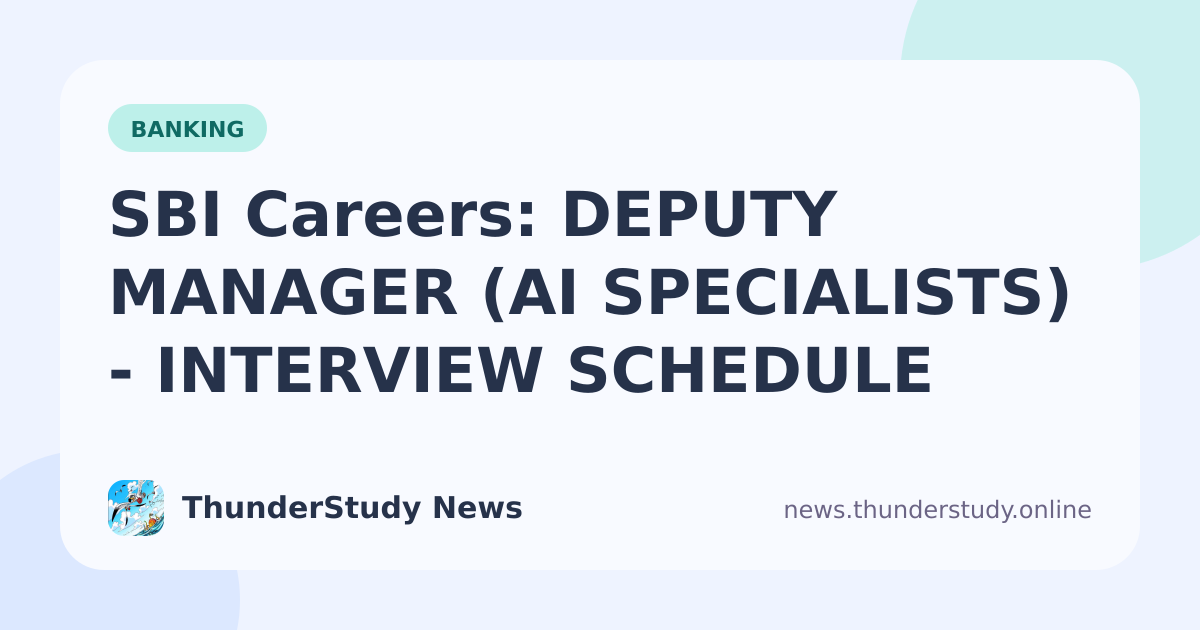 BANKING
SBI Careers: DEPUTY
MANAGER (AI SPECIALISTS)
- INTERVIEW SCHEDULE
ThunderStudy News
news.thunderstudy.online